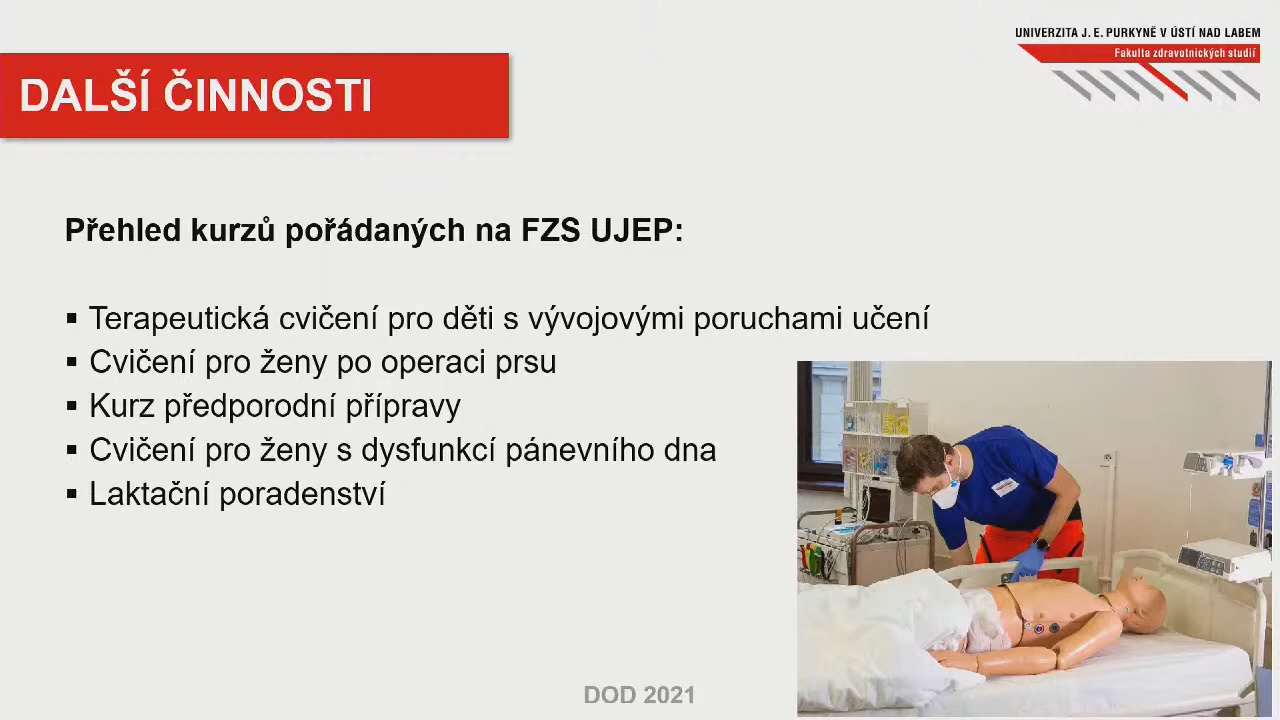 UNIVERZITA J. E. PURKYNĚ V ÚSTÍ NAD LABEM
Fakulta zdravotnických studií
DALŠÍ ČINNOSTI
Přehled kurzů pořádaných na FZS UJEP:
▪ Terapeutická cvičení pro děti s vývojovými poruchami učení
▪ Cvičení pro ženy po operaci prsu
▪ Kurz předporodní přípravy
▪ Cvičení pro ženy s dysfunkcí pánevního dna
▪ Laktační poradenství
DOD 2021